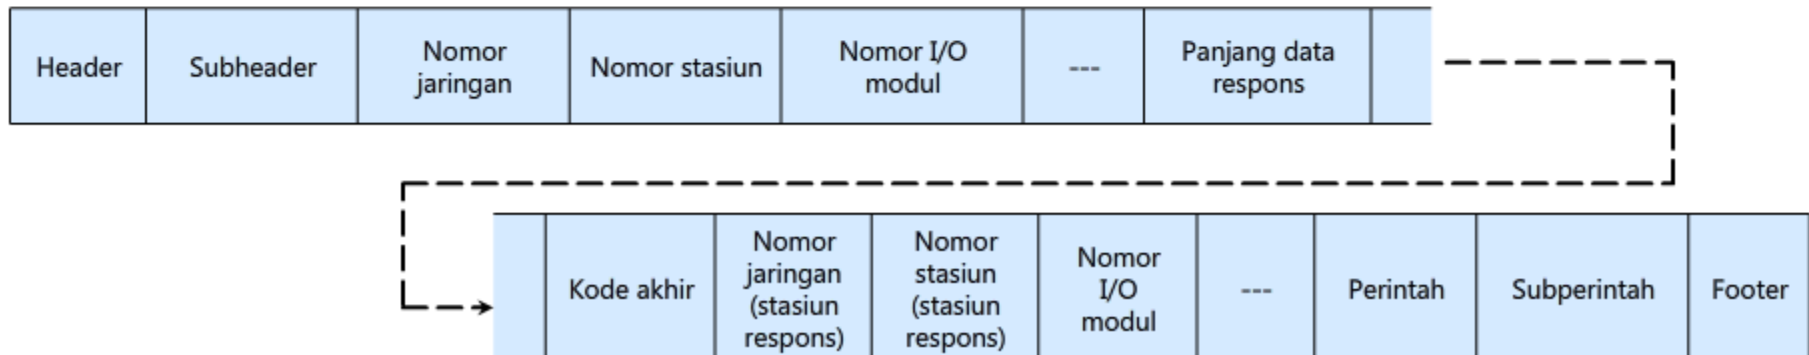 Header
Subheader
Nomor
jaringan
Nomor stasiun
Nomor I/O
modul
---
Panjang data
respons
Kode akhir
Nomor
jaringan
(stasiun
respons)
Nomor
stasiun
(stasiun
respons)
Nomor
I/O
modul
---
Perintah
Subperintah
Footer